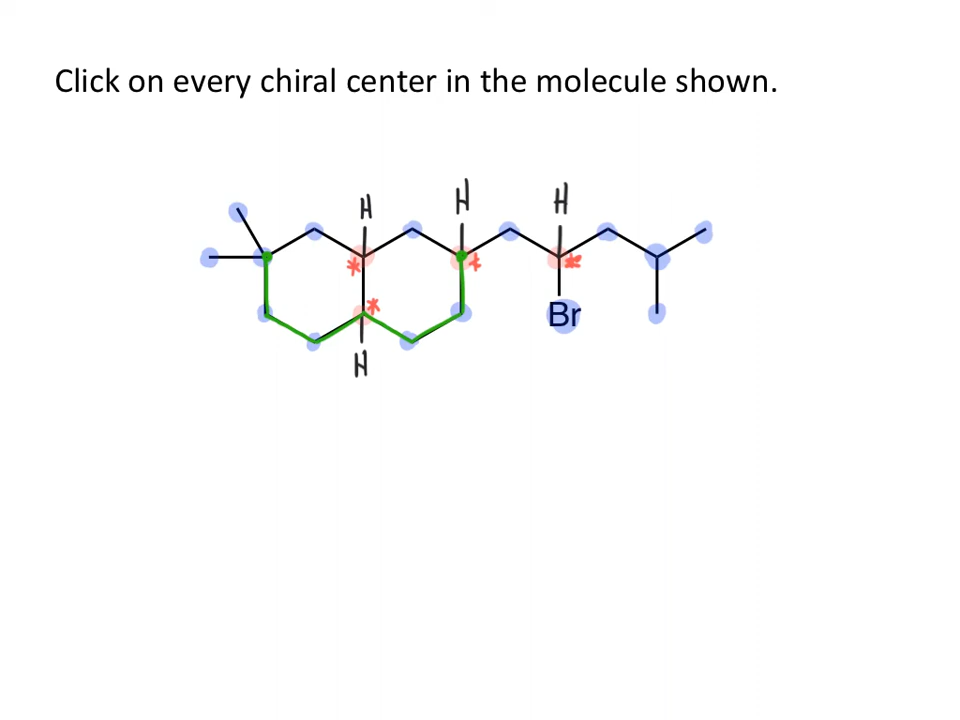 Click on every chiral center in the molecule shown.
H H H
* * *
*
Br
H